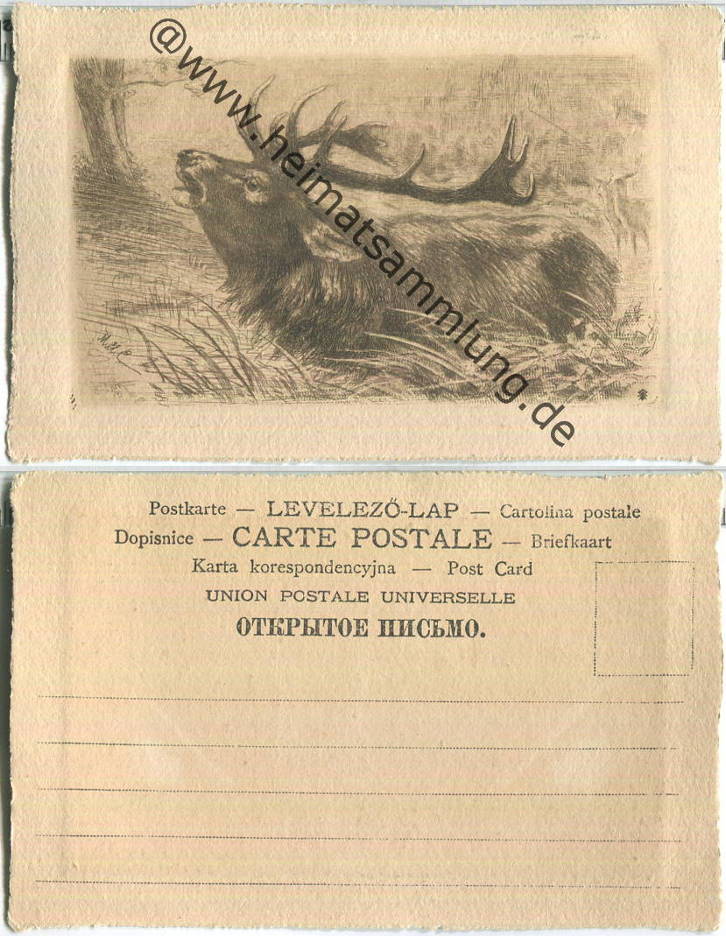 @www.heimatsammlung.de
Postkarte — LEVELEZŐ-LAP — Cartolina postale
Dopisnice — CARTE POSTALE — Briefkaart
Karta korespondencyjna — Post Card
UNION POSTALE UNIVERSELLE
ОТКРЫТОЕ ПИСЬМО.